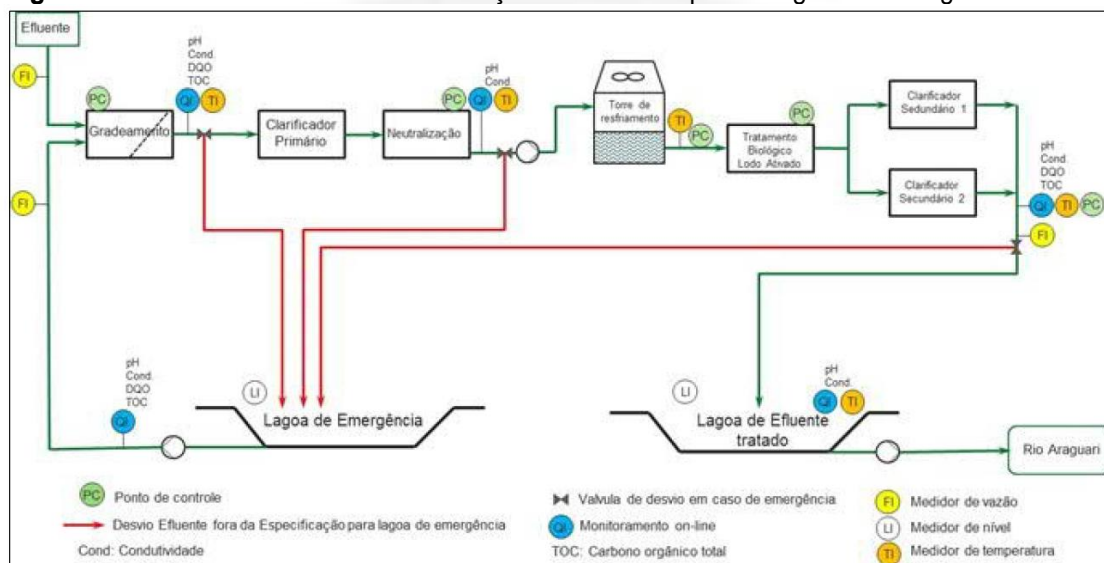 Efluente
FI
PC
Gradeamento
pH
Cond.
DQO
TOC
QI
TI
Clarificador
Primário
PC
Neutralização
pH
Cond.
QI
TI
Torre de
resfriamento
TI
PC
PC
Tratamento
Biológico
Lodo Ativado
Clarificador
Sedundário 1
Clarificador
Secundário 2
pH
Cond.
DQO
TOC
QI
TI
PC
FI
FI
pH
Cond.
DQO
TOC
QI
LI
Lagoa de Emergência
LI
Lagoa de Efluente
tratado
pH
Cond.
QI
TI
Rio Araguari
PC Ponto de controle
Desvio Efluente fora da Especificação para lagoa de emergência
Cond: Condutividade
Valvula de desvio em caso de emergência
QI Monitoramento on-line
TOC: Carbono orgânico total
FI Medidor de vazão
LI Medidor de nível
TI Medidor de temperatura